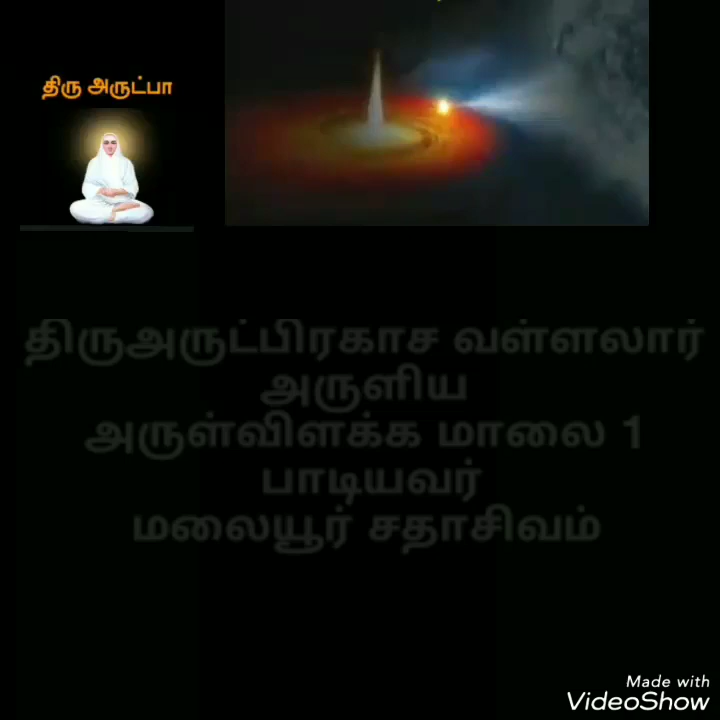 திரு அருட்பா
திருஅருட்பிரகாச வள்ளலார்
அருளிய
அருள்விளக்க மாலை 1
பாடியவர்
மலையூர் சதாசிவம்
Made with
VideoShow